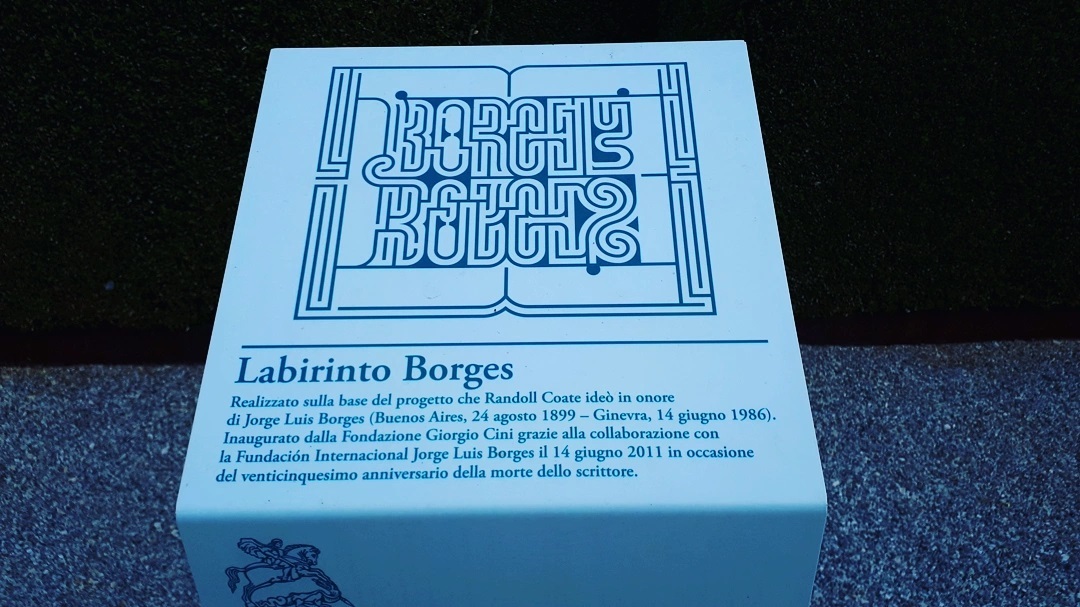 BORGES
BORGES
Labirinto Borges
Realizzato sulla base del progetto che Randoll Coate ideò in onore
di Jorge Luis Borges (Buenos Aires, 24 agosto 1899 – Ginevra, 14 giugno 1986).
Inaugurato dalla Fondazione Giorgio Cini grazie alla collaborazione con
la Fundación Internacional Jorge Luis Borges il 14 giugno 2011 in occasione
del venticinquesimo anniversario della morte dello scrittore.